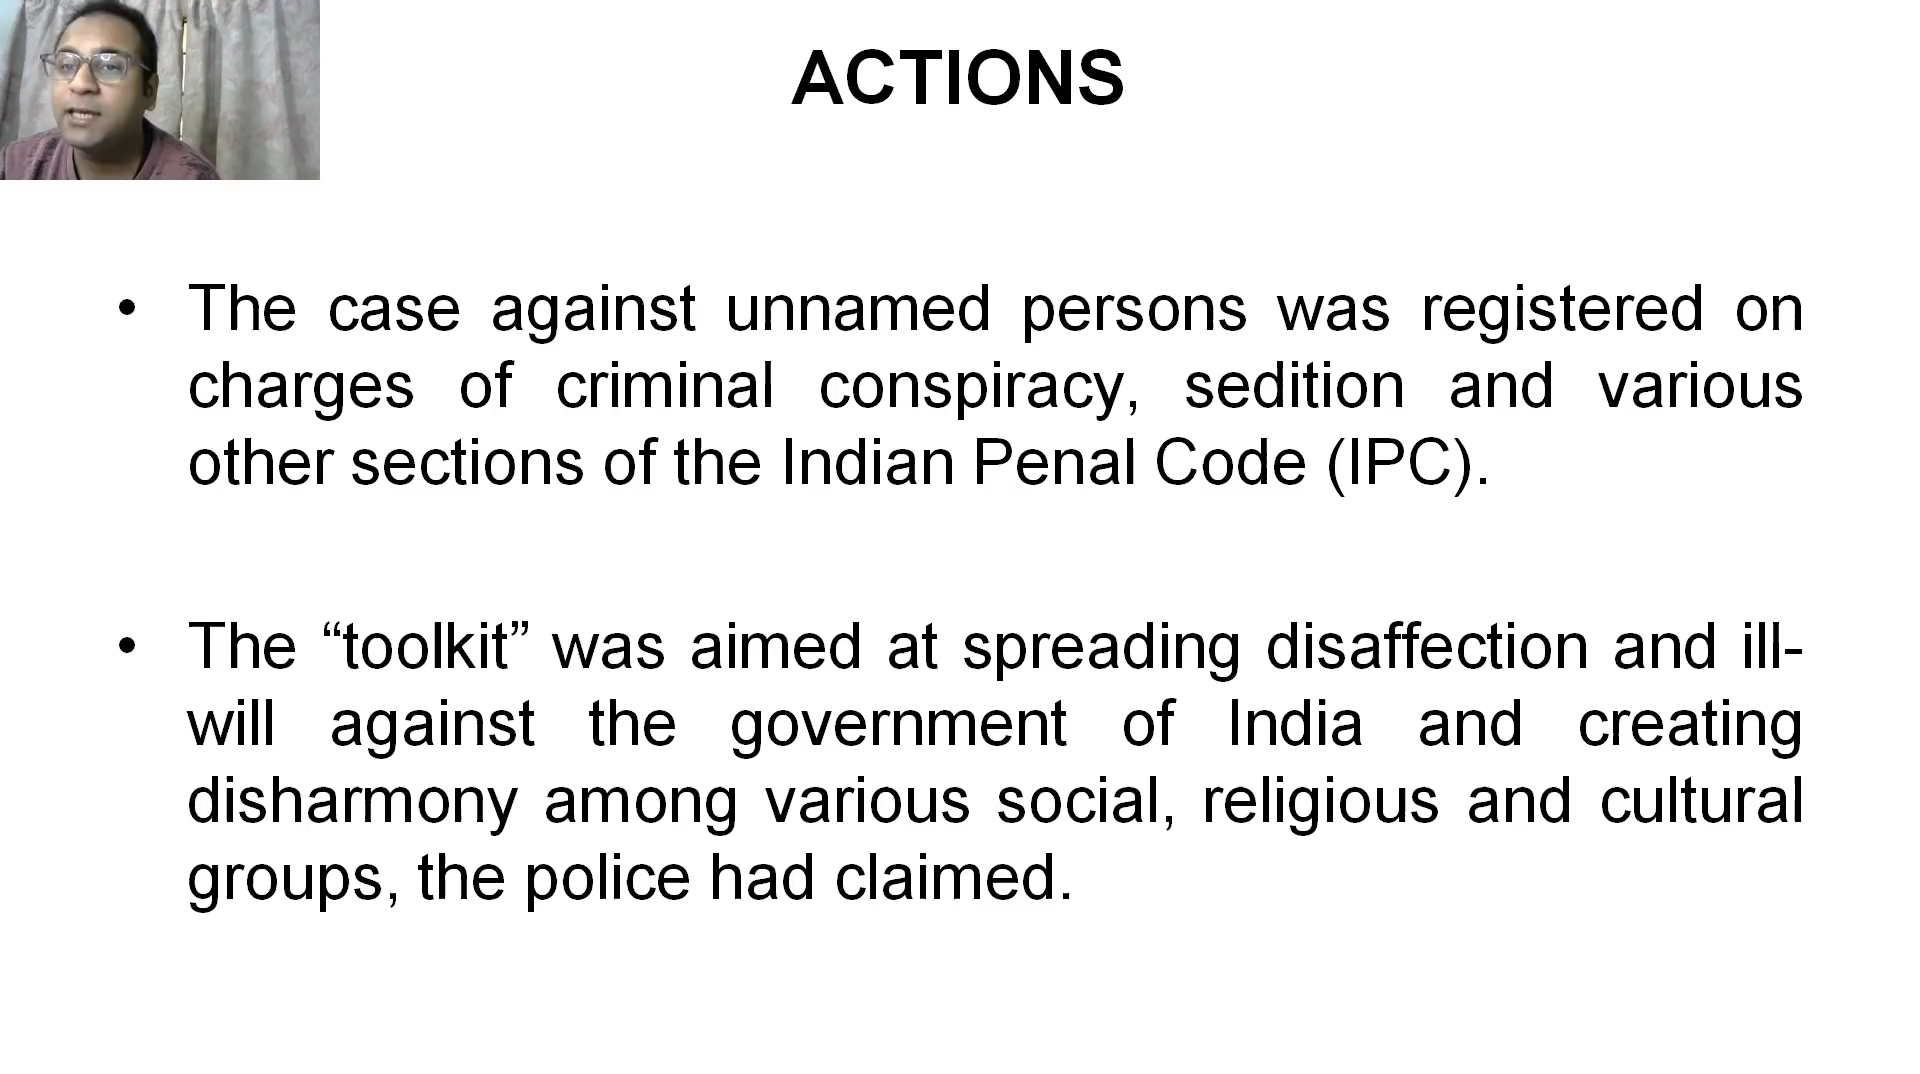 ACTIONS
• The case against unnamed persons was registered on
charges of criminal conspiracy, sedition and various
other sections of the Indian Penal Code (IPC).
• The “toolkit” was aimed at spreading disaffection and ill-
will against the government of India and creating
disharmony among various social, religious and cultural
groups, the police had claimed.